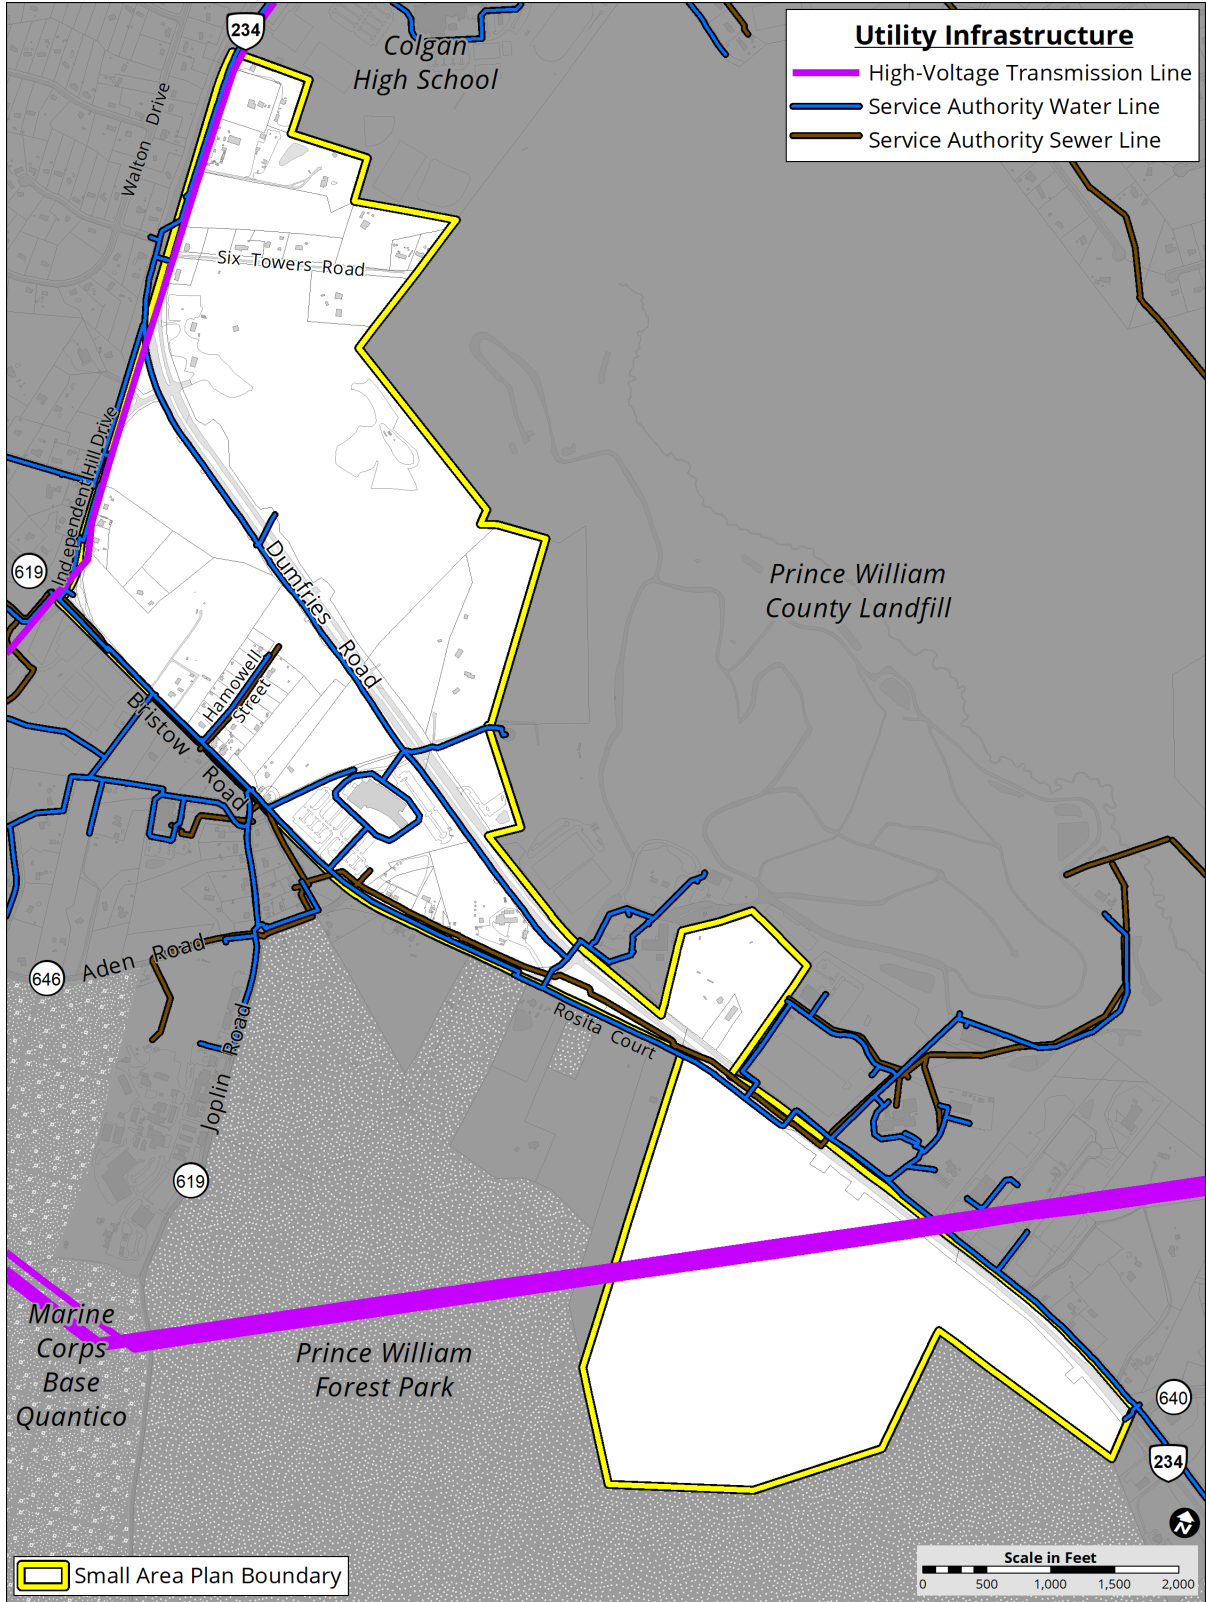 234
Colgan
High School
Utility Infrastructure
High-Voltage Transmission Line
Service Authority Water Line
Service Authority Sewer Line
Walton Drive
Six Towers Road
Independent Hill Drive
619
Dumfries Road
Prince William
County Landfill
Hamowell
Street
Bristow Road
Aden Road
646
Rosita Court
Joplin Road
619
Marine
Corps
Base
Quantico
Prince William
Forest Park
640
234
N
Small Area Plan Boundary
Scale in Feet
0 500 1,000 1,500 2,000